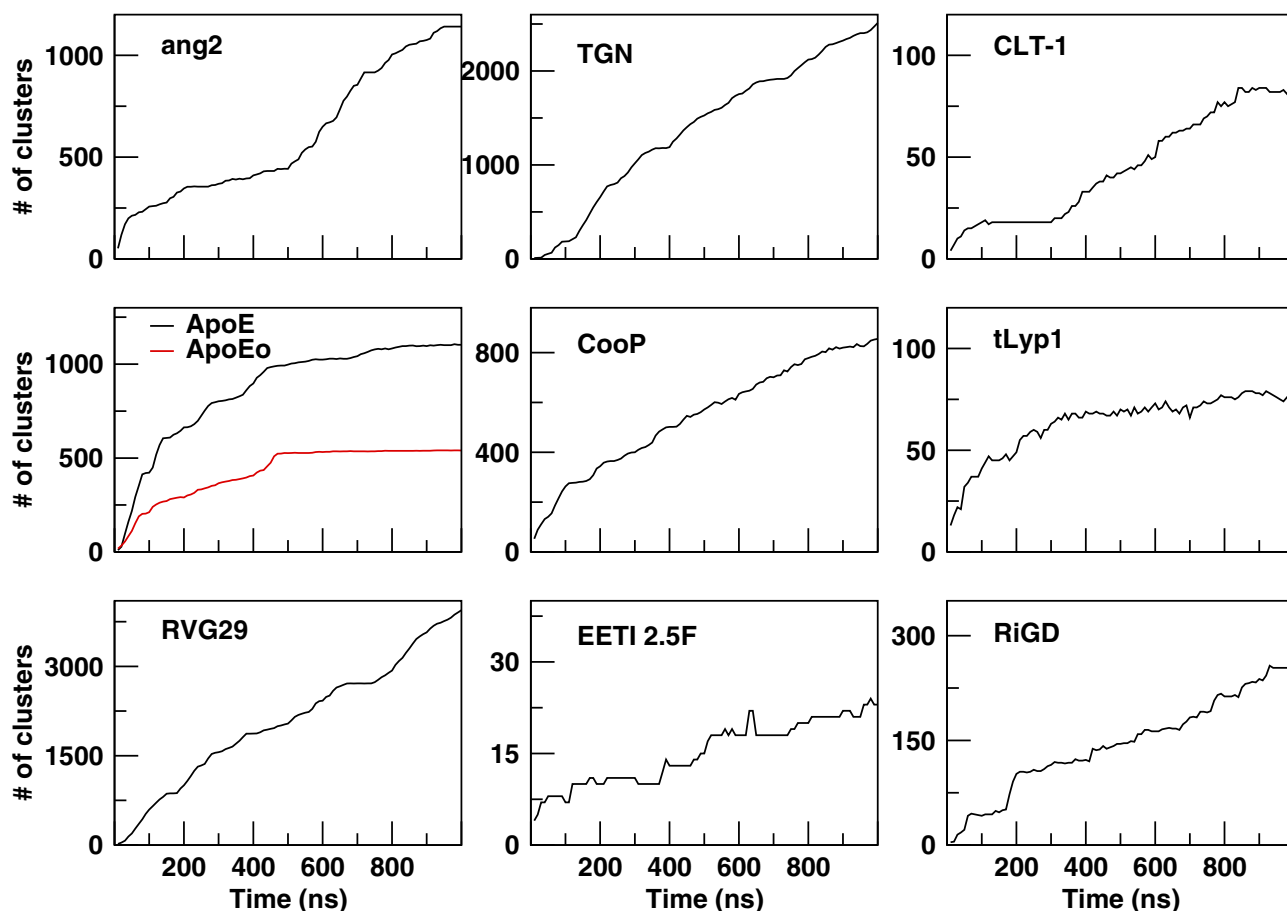 ang2
TGN
CLT-1
# of clusters
1000
500
0
2000
1000
0
100
50
0
ApoE
ApoEo
CooP
tLyp1
# of clusters
1000
500
0
800
400
0
100
50
0
RVG29
EETI 2.5F
RiGD
# of clusters
3000
1500
0
30
15
0
300
150
0
200 400 600 800
200 400 600 800
200 400 600 800
Time (ns)
Time (ns)
Time (ns)